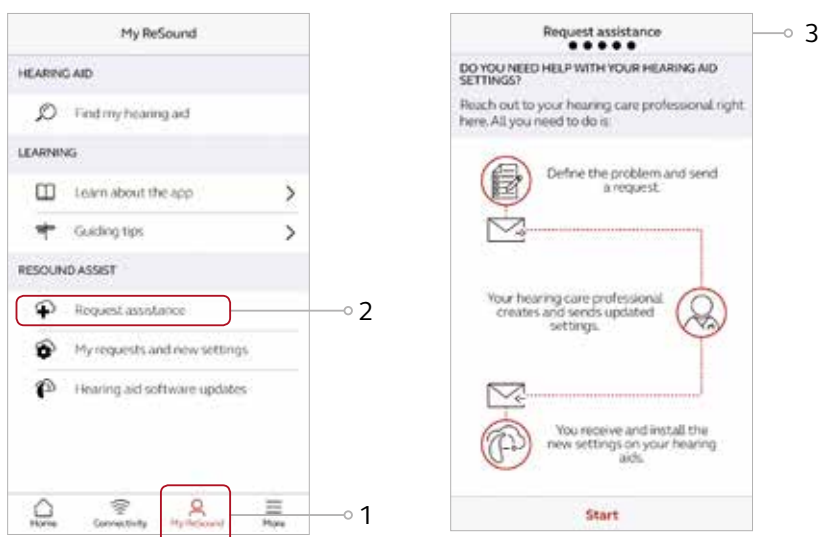 My ReSound
HEARING AID
Find my hearing aid
LEARNING
Learn about the app
Guiding tips
RESOUND ASSIST
Request assistance
2
My requests and new settings
Hearing aid software updates
Home
Connectivity
My ReSound
More
1
Request assistance
3
DO YOU NEED HELP WITH YOUR HEARING AID
SETTINGS?
Reach out to your hearing care professional right
here. All you need to do is:
Define the problem and send
a request.
Your hearing care professional
creates and sends updated
settings.
You receive and install the
new settings on your hearing
aids.
Start